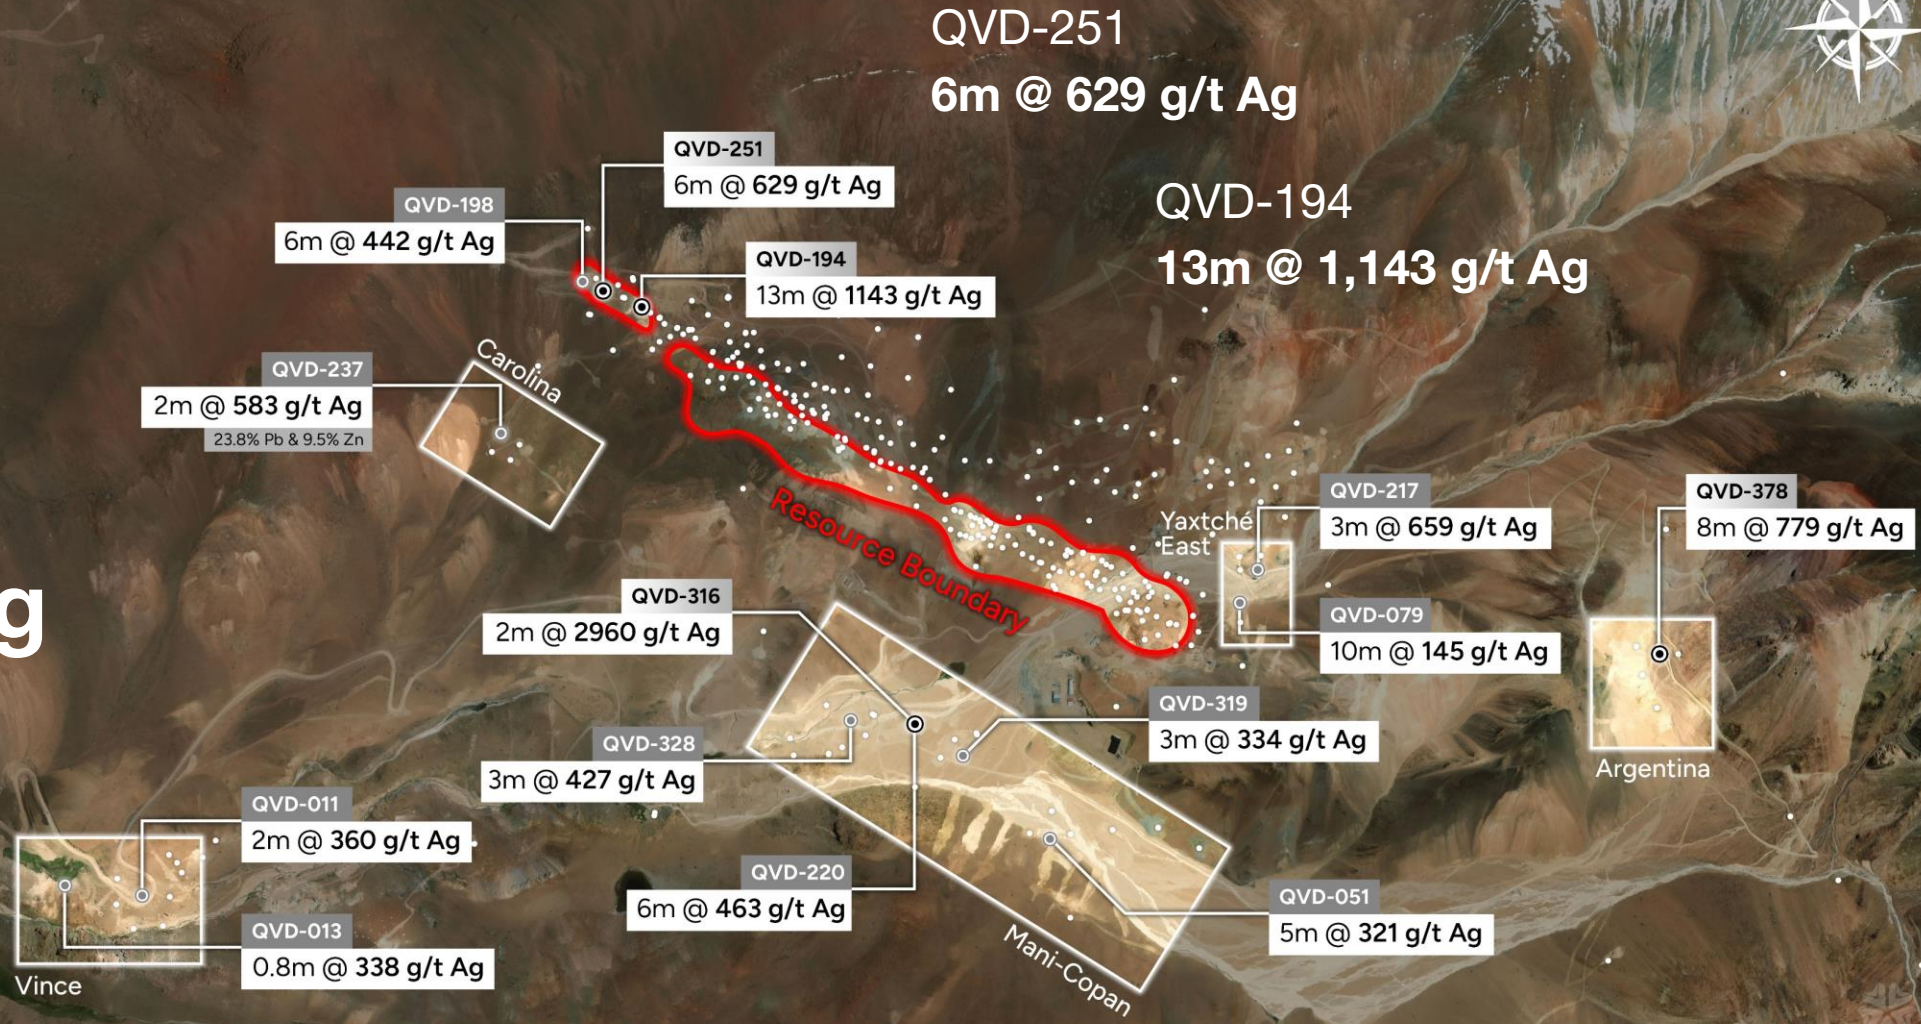 QVD-251
6m @ 629 g/t Ag
QVD-194
13m @ 1,143 g/t Ag
QVD-251
6m @ 629 g/t Ag
QVD-198
6m @ 442 g/t Ag
QVD-194
13m @ 1143 g/t Ag
Carolina
QVD-237
2m @ 583 g/t Ag
23.8% Pb & 9.5% Zn
Resource Boundary
Yaxtché
East
QVD-217
3m @ 659 g/t Ag
QVD-378
8m @ 779 g/t Ag
g
QVD-316
2m @ 2960 g/t Ag
QVD-079
10m @ 145 g/t Ag
QVD-319
3m @ 334 g/t Ag
QVD-328
3m @ 427 g/t Ag
Argentina
QVD-011
2m @ 360 g/t Ag
QVD-220
6m @ 463 g/t Ag
QVD-051
5m @ 321 g/t Ag
QVD-013
0.8m @ 338 g/t Ag
Mani-Copan
Vince